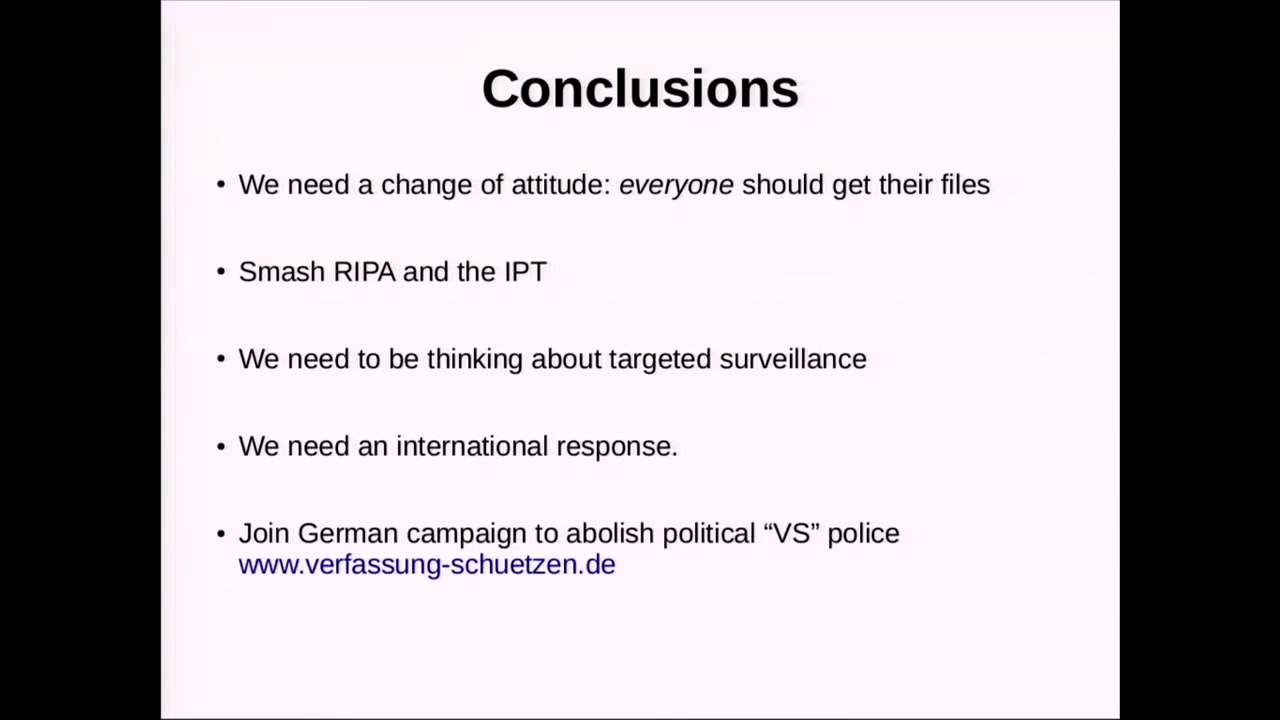 Conclusions
• We need a change of attitude: everyone should get their files
• Smash RIPA and the IPT
• We need to be thinking about targeted surveillance
• We need an international response.
• Join German campaign to abolish political “VS” police
www.verfassung-schuetzen.de